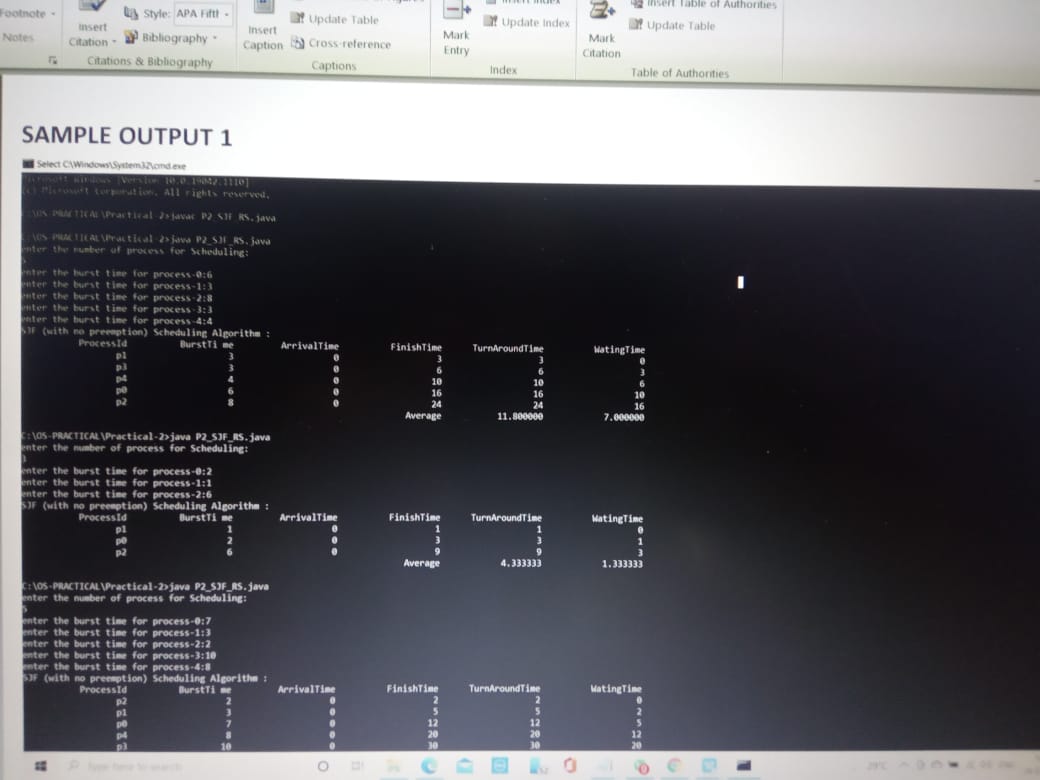 Footnote
Notes
Insert Citation
Style: APA Fifth
Bibliography
Citations & Bibliography
Insert Caption
Update Table
Cross-reference
Captions
Mark Entry
Insert Index
Update Index
Index
Mark Citation
Insert Table of Authorities
Update Table
Table of Authorities
SAMPLE OUTPUT 1
Select C:\Windows\System32\cmd.exe
Microsoft Windows [Version 10.0.19042.1110]
(c) Microsoft Corporation. All rights reserved.
C:\OS-PRACTICAL\Practical-2>javac P2_SJF_RS.java
C:\OS-PRACTICAL\Practical-2>java P2_SJF_RS.java
enter the number of process for Scheduling:
5
enter the burst time for process-0:6
enter the burst time for process-1:3
enter the burst time for process-2:8
enter the burst time for process-3:3
enter the burst time for process-4:4
SJF (with no preemption) Scheduling Algorithm :
ProcessId BurstTi me ArrivalTime FinishTime TurnAroundTime WatingTime
p1 3 0 3 3 0
p3 3 0 6 6 3
p4 4 0 10 10 6
p0 6 0 16 16 10
p2 8 0 24 24 16
Average 11.800000 7.000000
C:\OS-PRACTICAL\Practical-2>java P2_SJF_RS.java
enter the number of process for Scheduling:
3
enter the burst time for process-0:2
enter the burst time for process-1:1
enter the burst time for process-2:6
SJF (with no preemption) Scheduling Algorithm :
ProcessId BurstTi me ArrivalTime FinishTime TurnAroundTime WatingTime
p1 1 0 1 1 0
p0 2 0 3 3 1
p2 6 0 9 9 3
Average 4.333333 1.333333
C:\OS-PRACTICAL\Practical-2>java P2_SJF_RS.java
enter the number of process for Scheduling:
5
enter the burst time for process-0:7
enter the burst time for process-1:3
enter the burst time for process-2:2
enter the burst time for process-3:10
enter the burst time for process-4:8
SJF (with no preemption) Scheduling Algorithm :
ProcessId BurstTi me ArrivalTime FinishTime TurnAroundTime WatingTime
p2 2 0 2 2 0
p1 3 0 5 5 2
p0 7 0 12 12 5
p4 8 0 20 20 12
p3 10 0 30 30 20
Type here to search
29°C